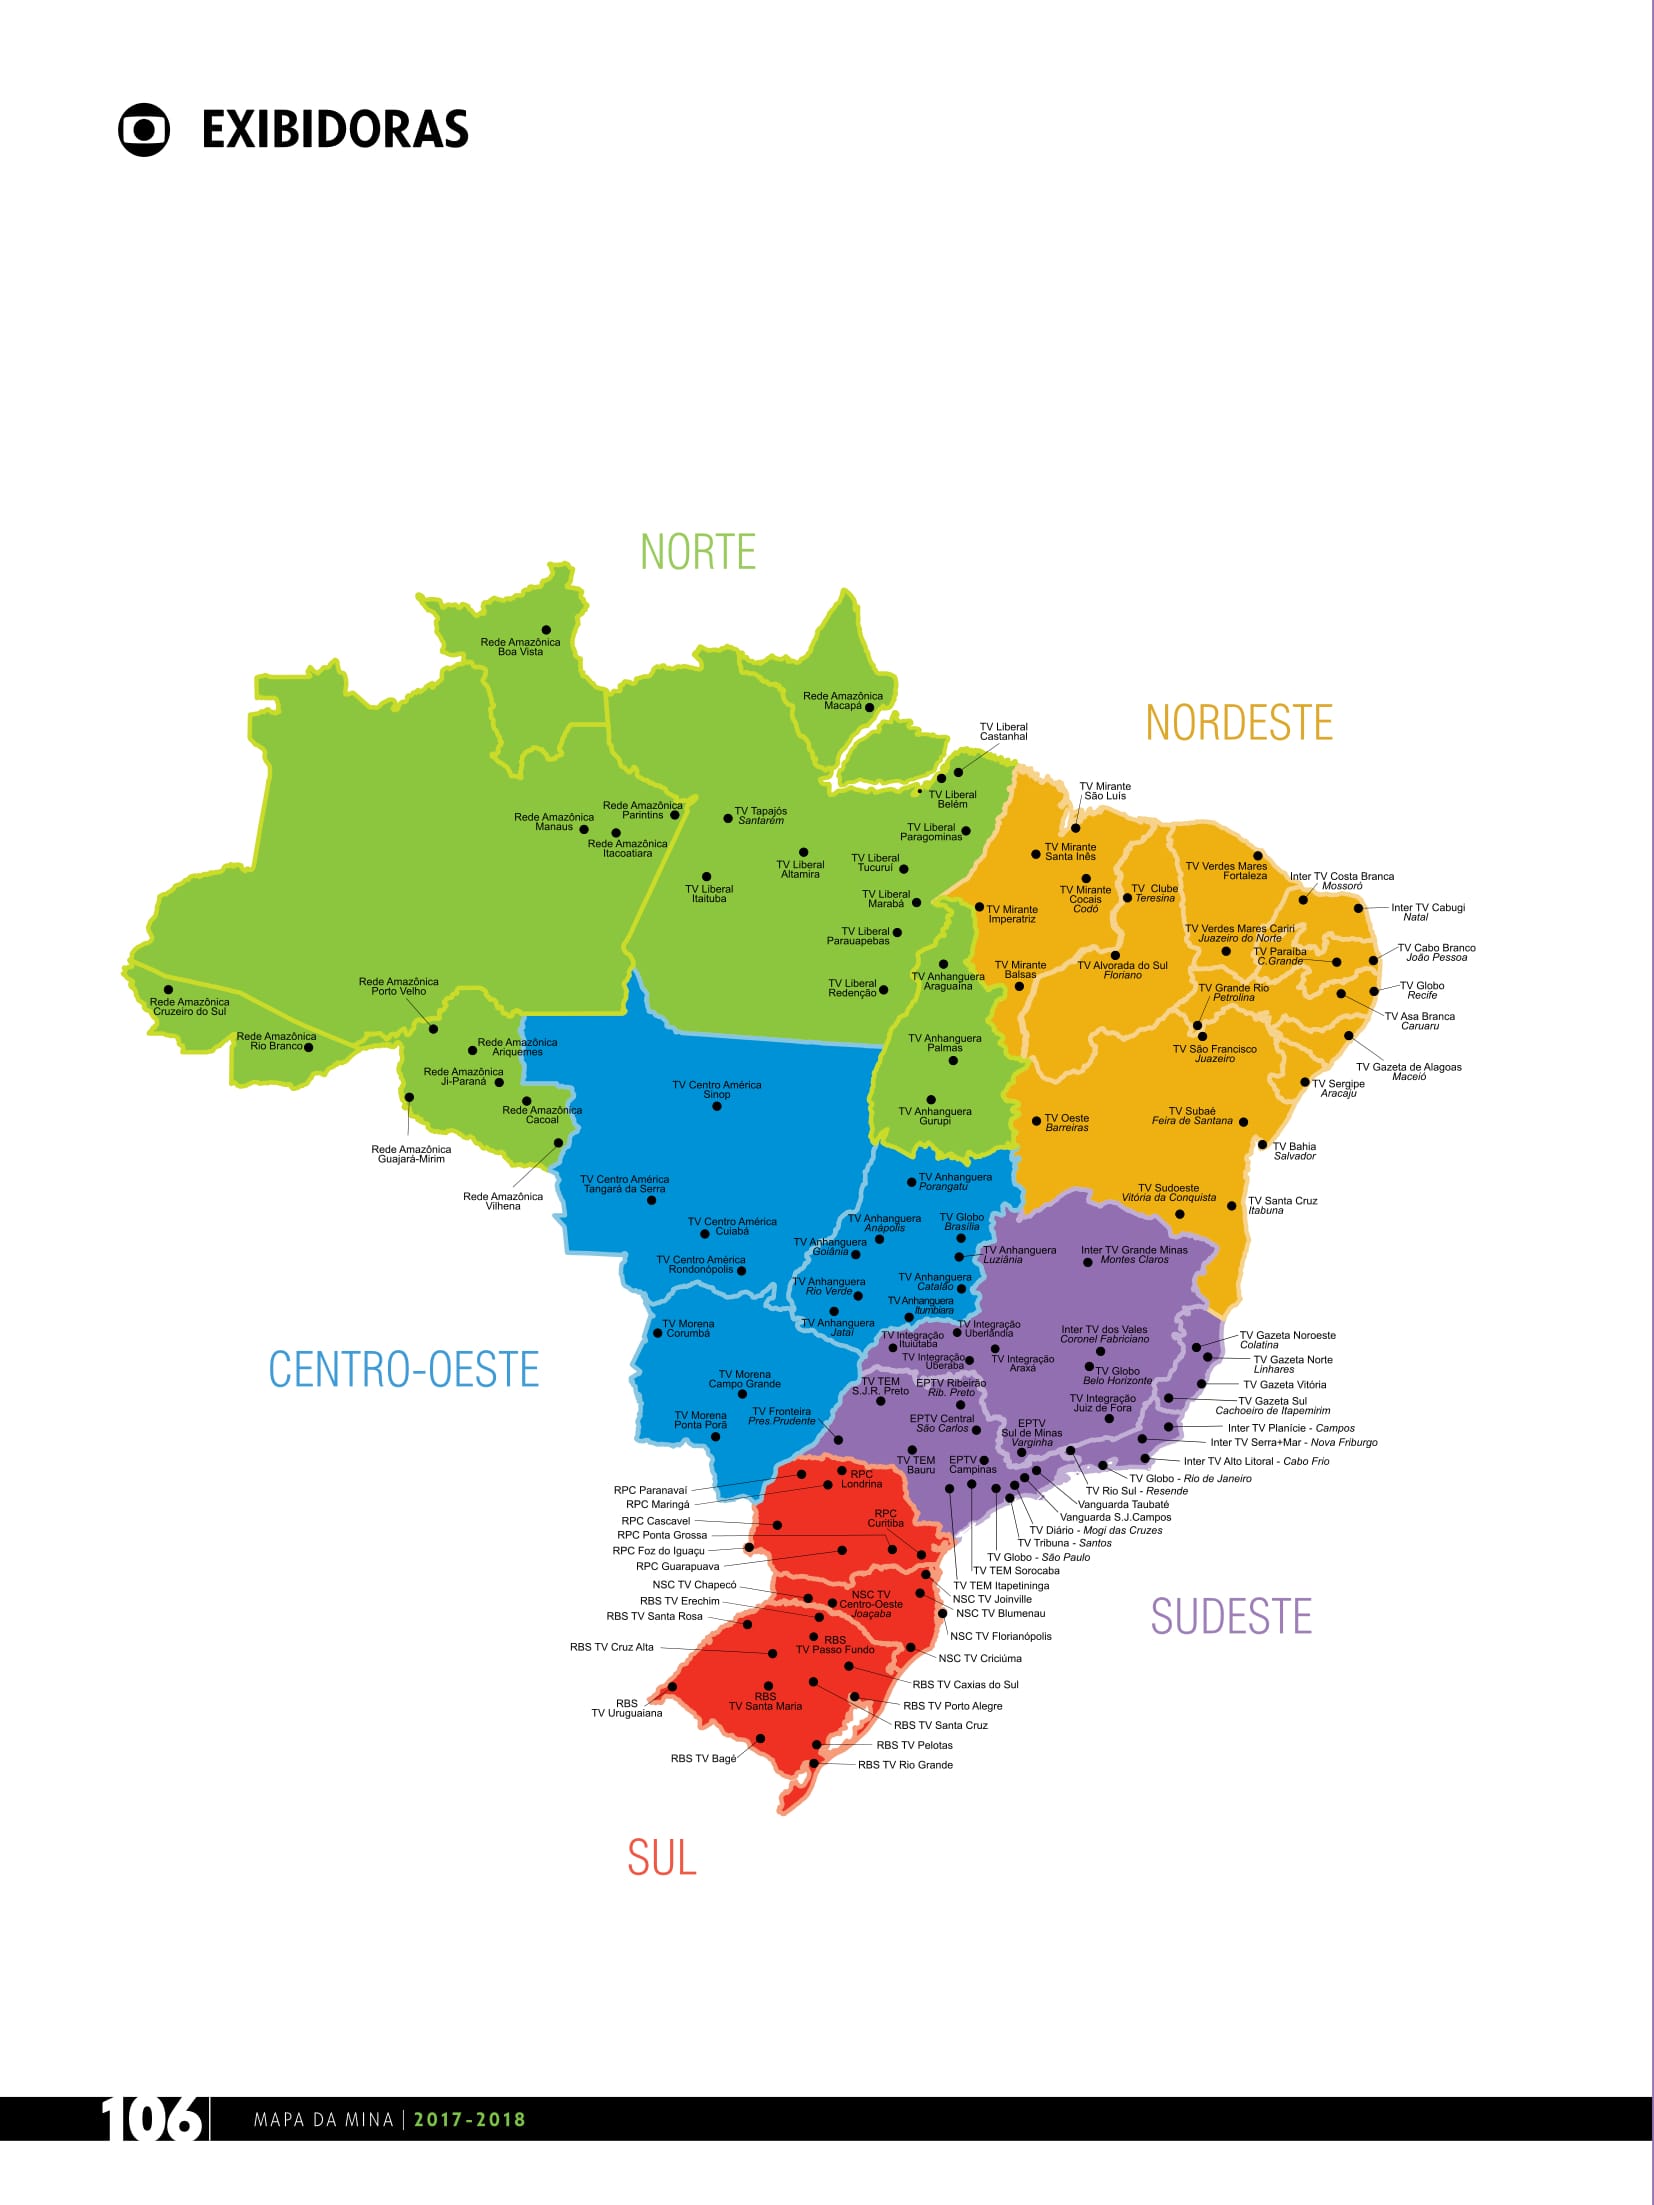 EXIBIDORAS
NORTE
Rede Amazônica
Boa Vista
Rede Amazônica
Macapá
NORDESTE
TV Liberal
Castanhal
TV Liberal
Belém
TV Mirante
São Luís
Rede Amazônica
Parintins
Rede Amazônica
Manaus
Rede Amazônica
Itacoatiara
TV Tapajós
Santarém
TV Liberal
Paragominas
TV Liberal
Altamira
TV Liberal
Tucuruí
TV Liberal
Itaituba
TV Liberal
Marabá
TV Liberal
Parauapebas
TV Liberal
Redenção
TV Mirante
Santa Inês
TV Mirante
Cocais
Codó
TV Clube
Teresina
TV Mirante
Imperatriz
TV Mirante
Balsas
TV Alvorada do Sul
Floriano
TV Verdes Mares
Fortaleza
Inter TV Costa Branca
Mossoró
Inter TV Cabugi
Natal
TV Verdes Mares Cariri
Juazeiro do Norte
TV Paraíba
C.Grande
TV Cabo Branco
João Pessoa
TV Grande Rio
Petrolina
TV Globo
Recife
TV Asa Branca
Caruaru
TV São Francisco
Juazeiro
TV Gazeta de Alagoas
Maceió
TV Sergipe
Aracaju
TV Anhanguera
Araguaína
TV Anhanguera
Palmas
TV Anhanguera
Gurupi
Rede Amazônica
Cruzeiro do Sul
Rede Amazônica
Rio Branco
Rede Amazônica
Porto Velho
Rede Amazônica
Ariquemes
Rede Amazônica
Ji-Paraná
Rede Amazônica
Cacoal
Rede Amazônica
Guajará-Mirim
Rede Amazônica
Vilhena
TV Oeste
Barreiras
TV Subaé
Feira de Santana
TV Bahia
Salvador
TV Sudoeste
Vitória da Conquista
TV Santa Cruz
Itabuna
TV Centro América
Sinop
TV Centro América
Tangará da Serra
TV Centro América
Cuiabá
TV Centro América
Rondonópolis
TV Anhanguera
Porangatu
TV Anhanguera
Anápolis
TV Globo
Brasília
TV Anhanguera
Goiânia
TV Anhanguera
Luziânia
TV Anhanguera
Rio Verde
TV Anhanguera
Catalão
TV Anhanguera
Itumbiara
TV Anhanguera
Jataí
CENTRO-OESTE
TV Morena
Corumbá
TV Morena
Campo Grande
TV Morena
Ponta Porã
TV Fronteira
Pres.Prudente
Inter TV Grande Minas
Montes Claros
TV Integração
Ituiutaba
TV Integração
Uberlândia
TV Integração
Uberaba
TV Integração
Araxá
Inter TV dos Vales
Coronel Fabriciano
TV Globo
Belo Horizonte
TV Integração
Juiz de Fora
TV TEM
S.J.R. Preto
EPTV Ribeirão
Rib. Preto
EPTV Central
São Carlos
EPTV
Sul de Minas
Varginha
TV TEM
Bauru
EPTV
Campinas
TV Gazeta Noroeste
Colatina
TV Gazeta Norte
Linhares
TV Gazeta Vitória
TV Gazeta Sul
Cachoeiro de Itapemirim
Inter TV Planície - Campos
Inter TV Serra+Mar - Nova Friburgo
Inter TV Alto Litoral - Cabo Frio
TV Globo - Rio de Janeiro
TV Rio Sul - Resende
Vanguarda Taubaté
Vanguarda S.J.Campos
TV Diário - Mogi das Cruzes
TV Tribuna - Santos
TV Globo - São Paulo
TV TEM Sorocaba
TV TEM Itapetininga
SUDESTE
RPC Paranavaí
RPC
Londrina
RPC Maringá
RPC Cascavel
RPC
Curitiba
RPC Ponta Grossa
RPC Foz do Iguaçu
RPC Guarapuava
NSC TV Chapecó
NSC TV
Centro-Oeste
Joaçaba
NSC TV Joinville
NSC TV Blumenau
NSC TV Florianópolis
NSC TV Criciúma
RBS TV Erechim
RBS TV Santa Rosa
RBS TV Cruz Alta
RBS
TV Passo Fundo
RBS TV Caxias do Sul
RBS
TV Uruguaiana
RBS
TV Santa Maria
RBS TV Porto Alegre
RBS TV Santa Cruz
RBS TV Bagé
RBS TV Pelotas
RBS TV Rio Grande
SUL
106
MAPA DA MINA | 2017-2018